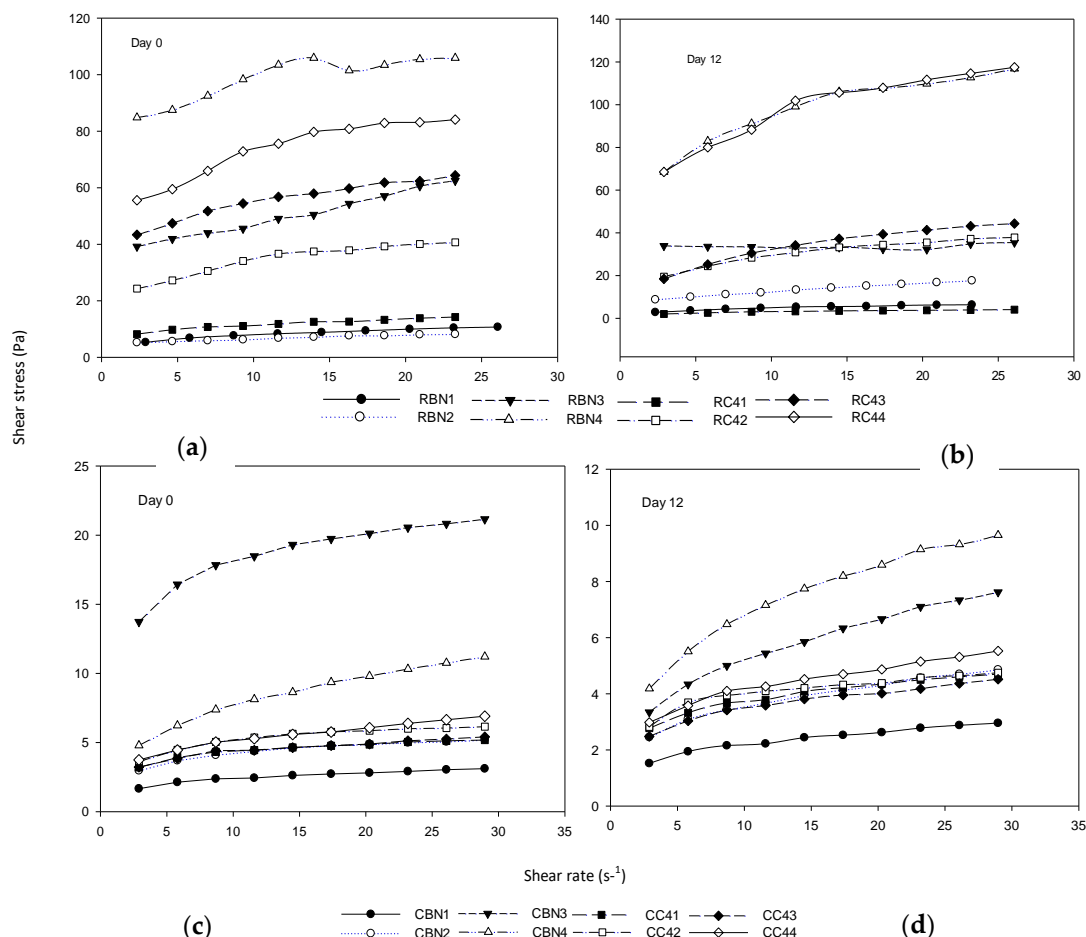 Day 0
120
100
80
60
40
20
0
0 5 10 15 20 25 30
Day 12
140
120
100
80
60
40
20
0
0 5 10 15 20 25 30
Shear stress (Pa)
RBN1 RBN3 RC41 RC43
RBN2 RBN4 RC42 RC44
(a) (b)
Day 0
25
20
15
10
5
0
0 5 10 15 20 25 30 35
Day 12
12
10
8
6
4
2
0
0 5 10 15 20 25 30 35
Shear rate (s-¹)
(c) (d)
CBN1 CBN3 CC41 CC43
CBN2 CBN4 CC42 CC44